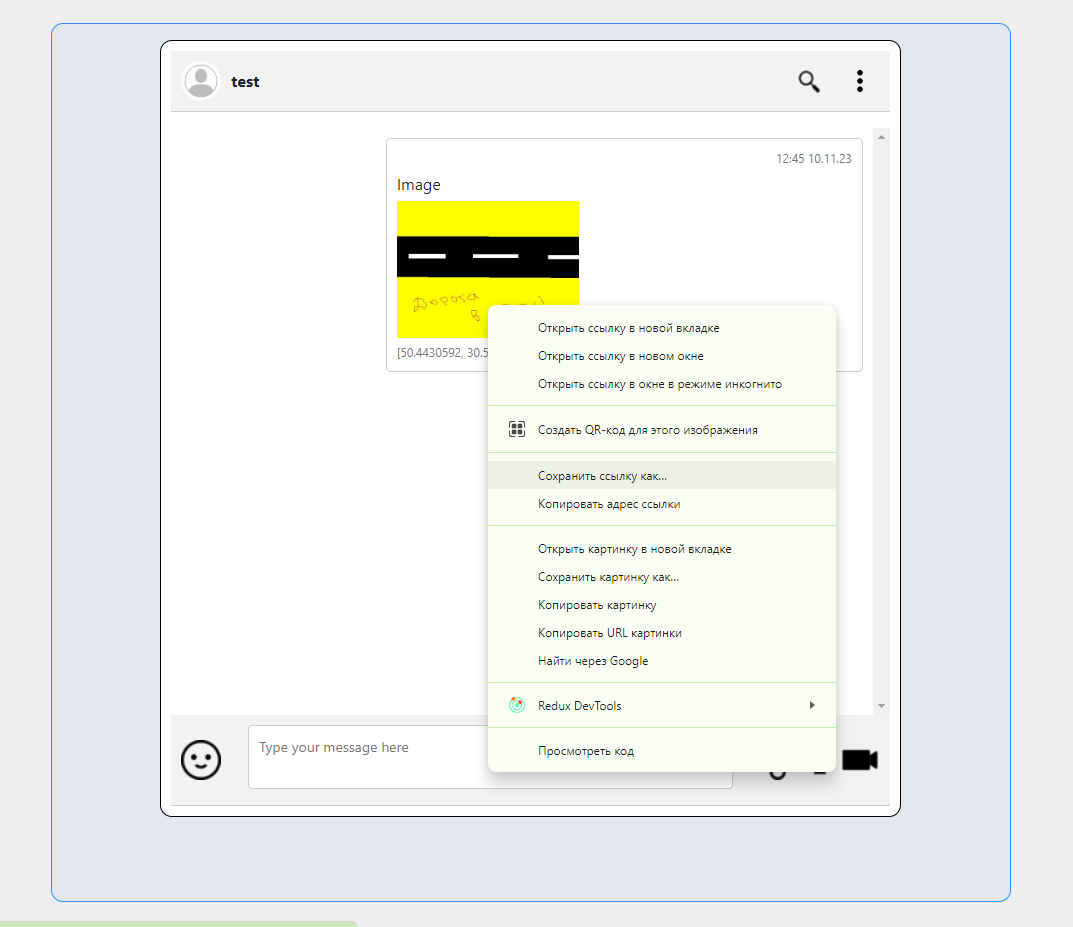 test
12:45 10.11.23
Image
Дорога
в
[50.4430592, 30.5
Открыть ссылку в новой вкладке
Открыть ссылку в новом окне
Открыть ссылку в окне в режиме инкогнито
Создать QR-код для этого изображения
Сохранить ссылку как...
Копировать адрес ссылки
Открыть картинку в новой вкладке
Сохранить картинку как...
Копировать картинку
Копировать URL картинки
Найти через Google
Redux DevTools
Просмотреть код
Type your message here